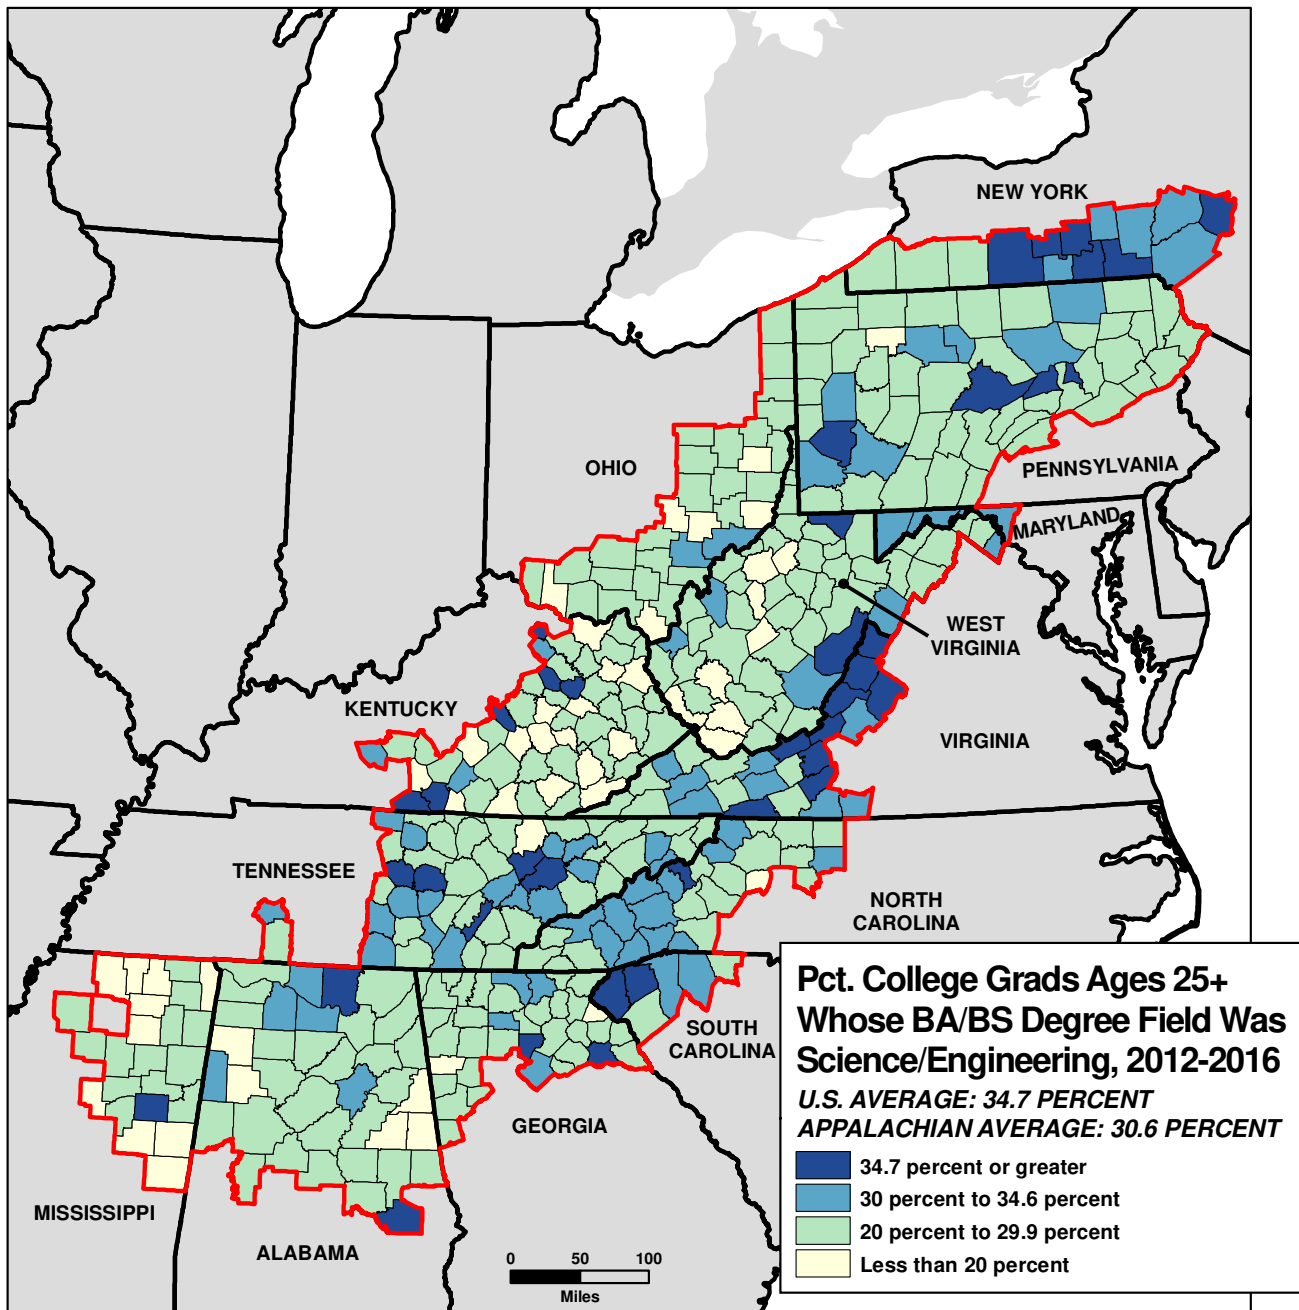 NEW YORK
OHIO
PENNSYLVANIA
MARYLAND
WEST
VIRGINIA
KENTUCKY
VIRGINIA
TENNESSEE
NORTH
CAROLINA
SOUTH
CAROLINA
GEORGIA
MISSISSIPPI
ALABAMA
0 50 100
Miles
Pct. College Grads Ages 25+
Whose BA/BS Degree Field Was
Science/Engineering, 2012-2016
U.S. AVERAGE: 34.7 PERCENT
APPALACHIAN AVERAGE: 30.6 PERCENT
34.7 percent or greater
30 percent to 34.6 percent
20 percent to 29.9 percent
Less than 20 percent